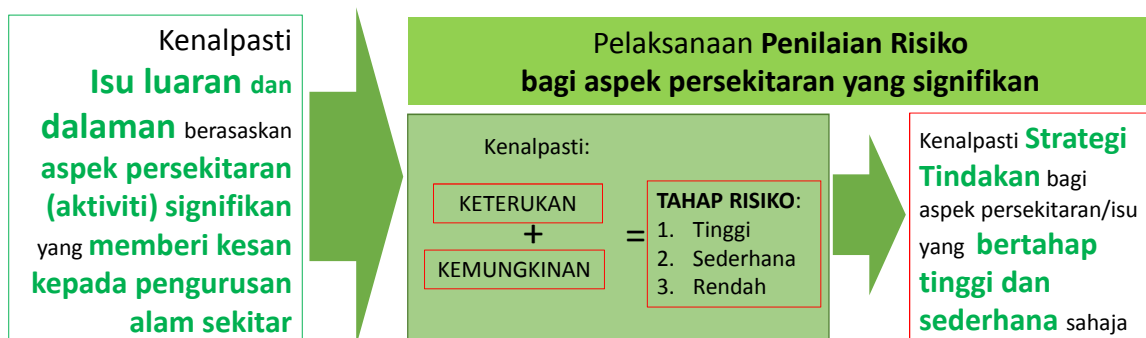 Kenalpasti
Isu luaran dan
dalaman berasaskan
aspek persekitaran
(aktiviti) signifikan
yang memberi kesan
kepada pengurusan
alam sekitar
Pelaksanaan Penilaian Risiko
bagi aspek persekitaran yang signifikan
Kenalpasti:
KETERUKAN
+
KEMUNGKINAN
=
TAHAP RISIKO:
1. Tinggi
2. Sederhana
3. Rendah
Kenalpasti Strategi
Tindakan bagi
aspek persekitaran/isu
yang bertahap
tinggi dan
sederhana sahaja